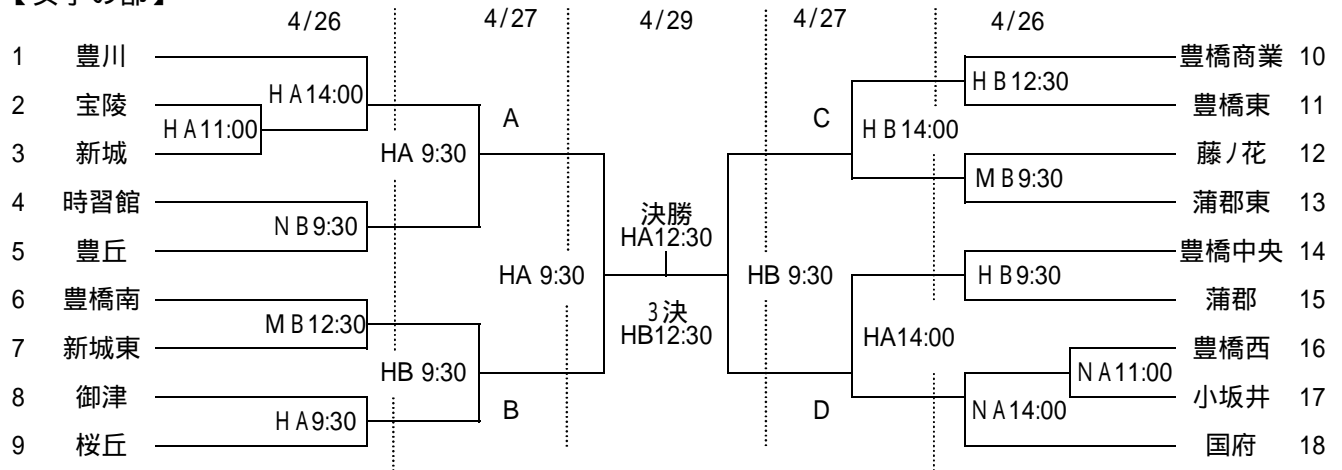 4/26 4/27 4/29 4/27 4/26
1 豊川 豊橋商業 10
HA14:00 HB12:30
2 宝陵 A C 豊橋東 11
HA11:00 HB14:00
3 新城 HA 9:30 藤ノ花 12
MB9:30
4 時習館 蒲郡東 13
NB9:30 決勝
HA12:30
5 豊丘 豊橋中央 14
HA 9:30 HB 9:30 HB9:30
6 豊橋南 3決 蒲郡 15
MB12:30 HB12:30 HA14:00
7 新城東 豊橋西 16
HB 9:30 NA11:00
8 御津 小坂井 17
HA9:30 B D NA14:00
9 桜丘 国府 18